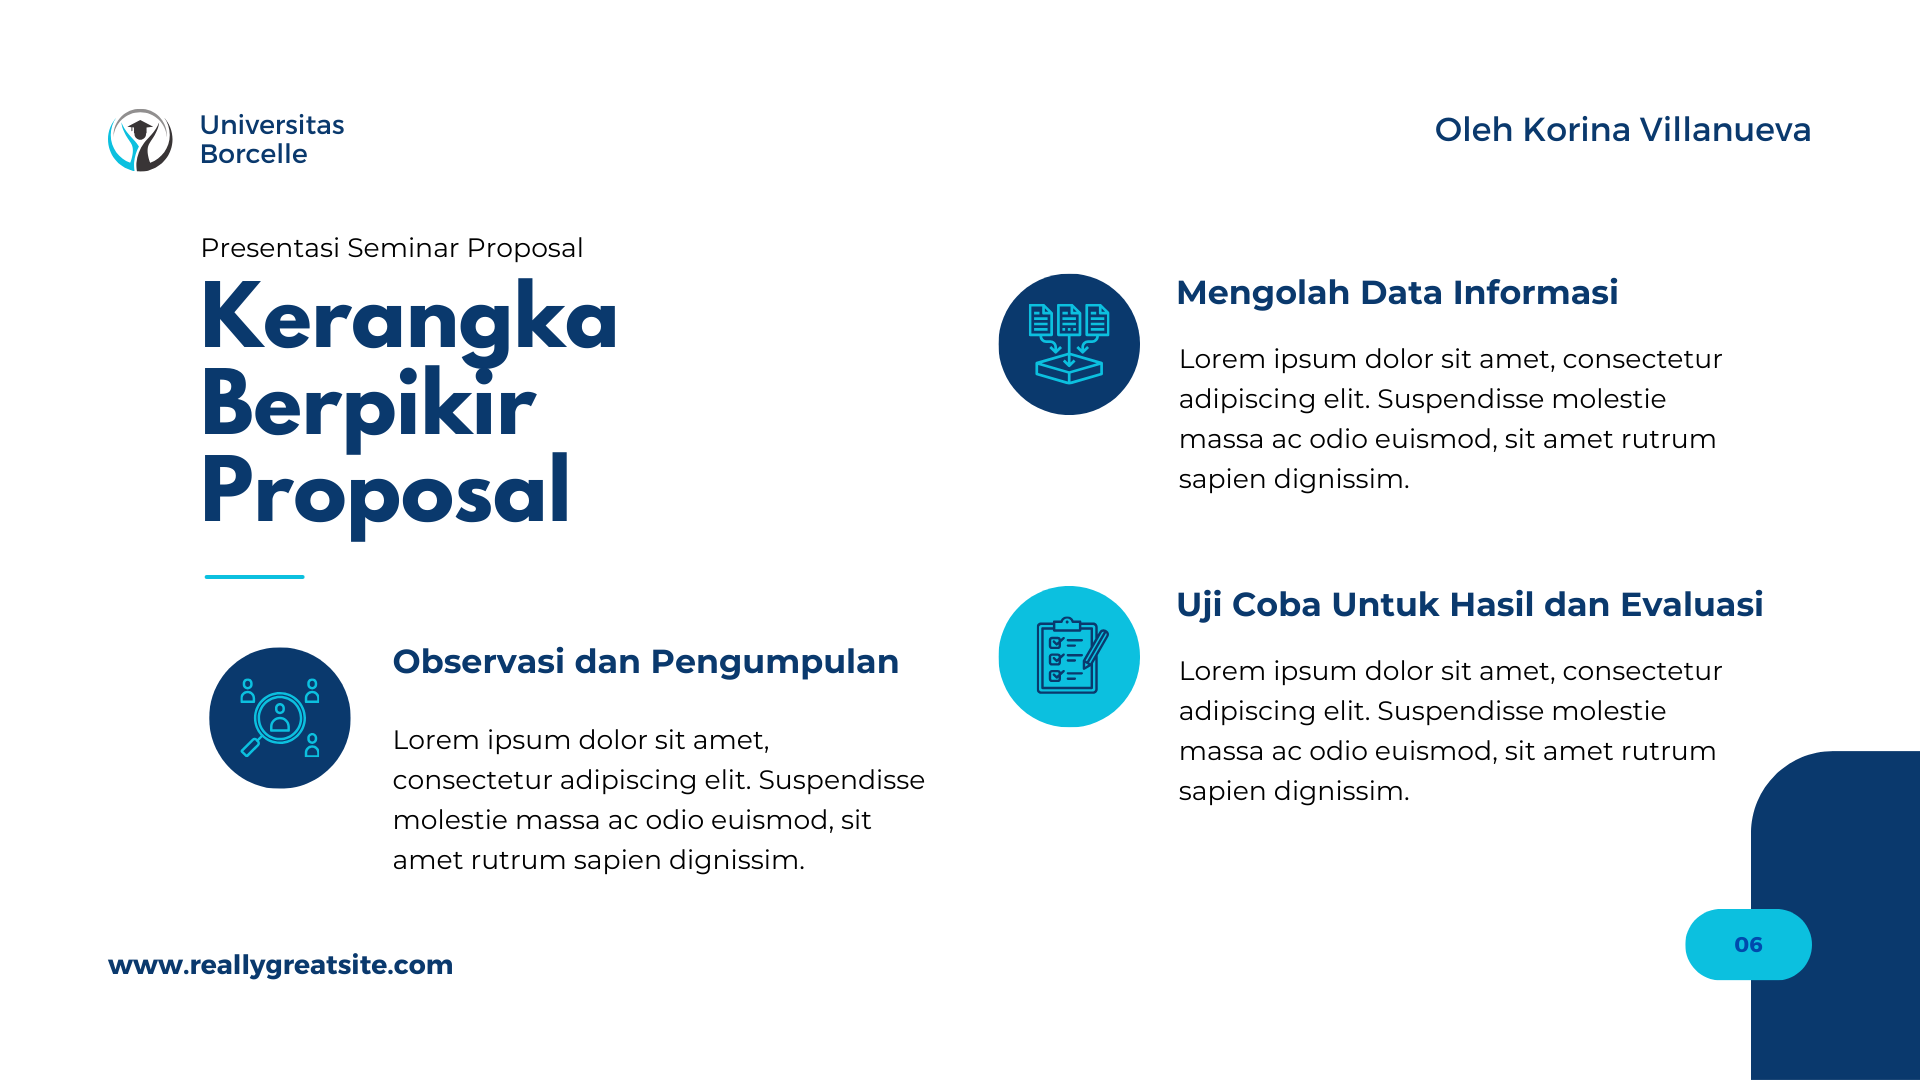 Universitas
Borcelle
Oleh Korina Villanueva
Presentasi Seminar Proposal
Kerangka
Berpikir
Proposal
Observasi dan Pengumpulan
Lorem ipsum dolor sit amet,
consectetur adipiscing elit. Suspendisse
molestie massa ac odio euismod, sit
amet rutrum sapien dignissim.
Mengolah Data Informasi
Lorem ipsum dolor sit amet, consectetur
adipiscing elit. Suspendisse molestie
massa ac odio euismod, sit amet rutrum
sapien dignissim.
Uji Coba Untuk Hasil dan Evaluasi
Lorem ipsum dolor sit amet, consectetur
adipiscing elit. Suspendisse molestie
massa ac odio euismod, sit amet rutrum
sapien dignissim.
www.reallygreatsite.com
06